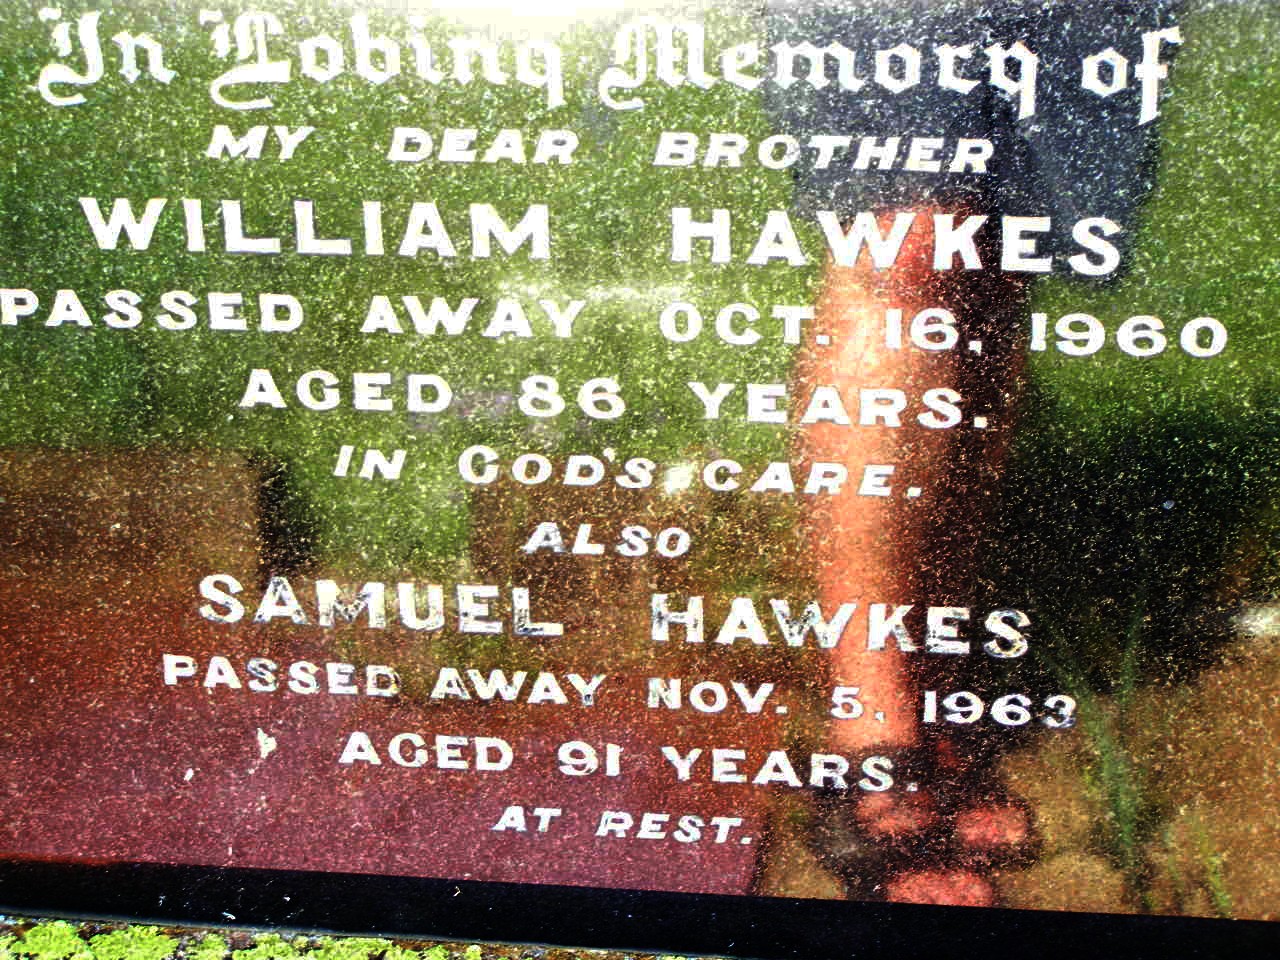 In Loving Memory of
MY DEAR BROTHER
WILLIAM HAWKES
PASSED AWAY OCT. 16, 1960
AGED 86 YEARS.
IN GOD'S CARE.
ALSO
SAMUEL HAWKES
PASSED AWAY NOV. 5, 1963
AGED 91 YEARS.
AT REST.